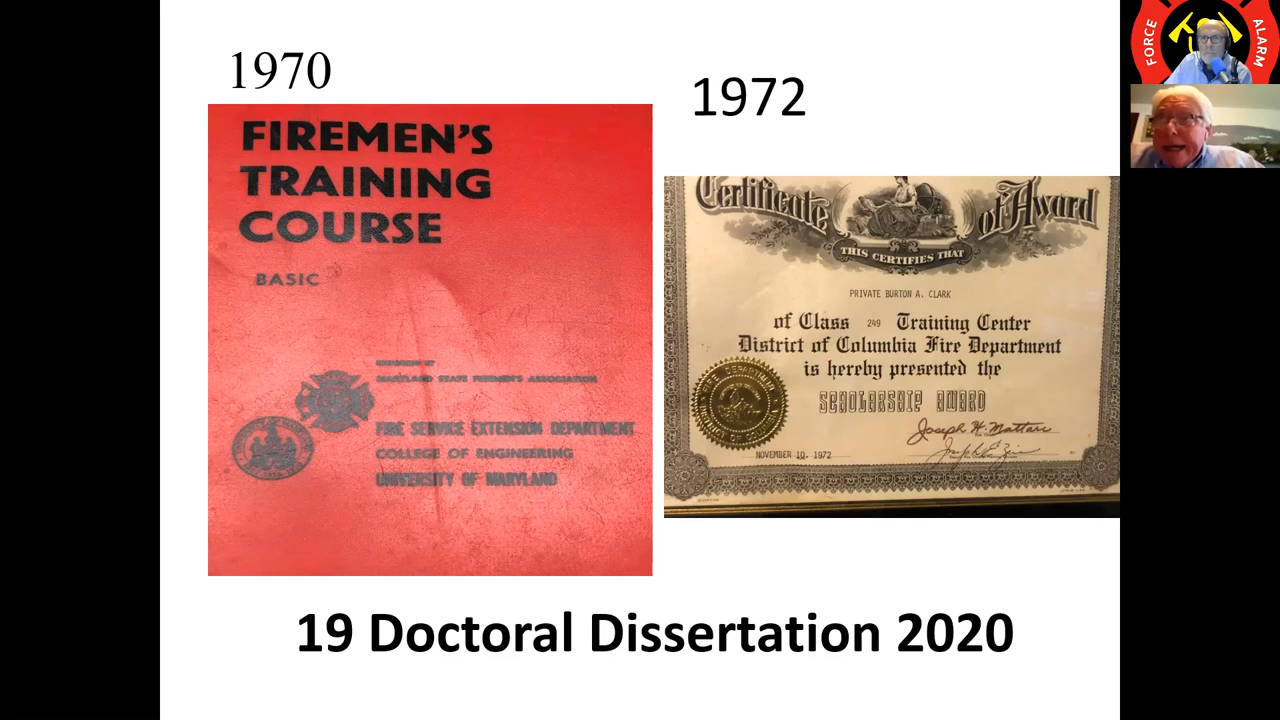 1970
FIREMEN'S
TRAINING
COURSE
BASIC
MARYLAND STATE FIREMEN'S ASSOCIATION
FIRE SERVICE EXTENSION DEPARTMENT
COLLEGE OF ENGINEERING
UNIVERSITY OF MARYLAND
1972
Certificate of Award
THIS CERTIFIES THAT
PRIVATE BURTON A. CLARK
of Class 249 Training Center
District of Columbia Fire Department
is hereby presented the
SCHOLARSHIP AWARD
Joseph H. Mattare
NOVEMBER 10, 1972
19 Doctoral Dissertation 2020
FORCE
ALARM